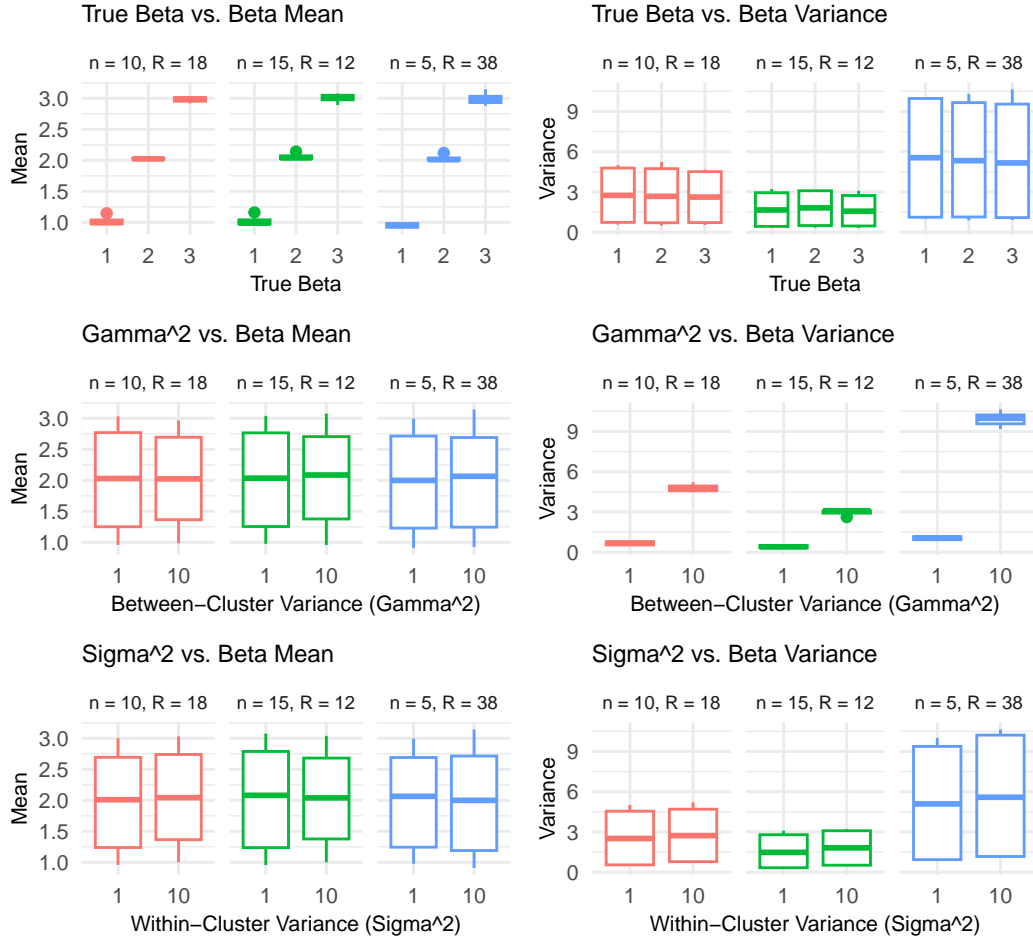 True Beta vs. Beta Mean
n = 10, R = 18 n = 15, R = 12 n = 5, R = 38
Mean
3.0
2.5
2.0
1.5
1.0
1 2 3 1 2 3 1 2 3
True Beta
True Beta vs. Beta Variance
n = 10, R = 18 n = 15, R = 12 n = 5, R = 38
Variance
9
6
3
0
1 2 3 1 2 3 1 2 3
True Beta
Gamma^2 vs. Beta Mean
n = 10, R = 18 n = 15, R = 12 n = 5, R = 38
Mean
3.0
2.5
2.0
1.5
1.0
1 10 1 10 1 10
Between−Cluster Variance (Gamma^2)
Gamma^2 vs. Beta Variance
n = 10, R = 18 n = 15, R = 12 n = 5, R = 38
Variance
9
6
3
0
1 10 1 10 1 10
Between−Cluster Variance (Gamma^2)
Sigma^2 vs. Beta Mean
n = 10, R = 18 n = 15, R = 12 n = 5, R = 38
Mean
3.0
2.5
2.0
1.5
1.0
1 10 1 10 1 10
Within−Cluster Variance (Sigma^2)
Sigma^2 vs. Beta Variance
n = 10, R = 18 n = 15, R = 12 n = 5, R = 38
Variance
9
6
3
0
1 10 1 10 1 10
Within−Cluster Variance (Sigma^2)